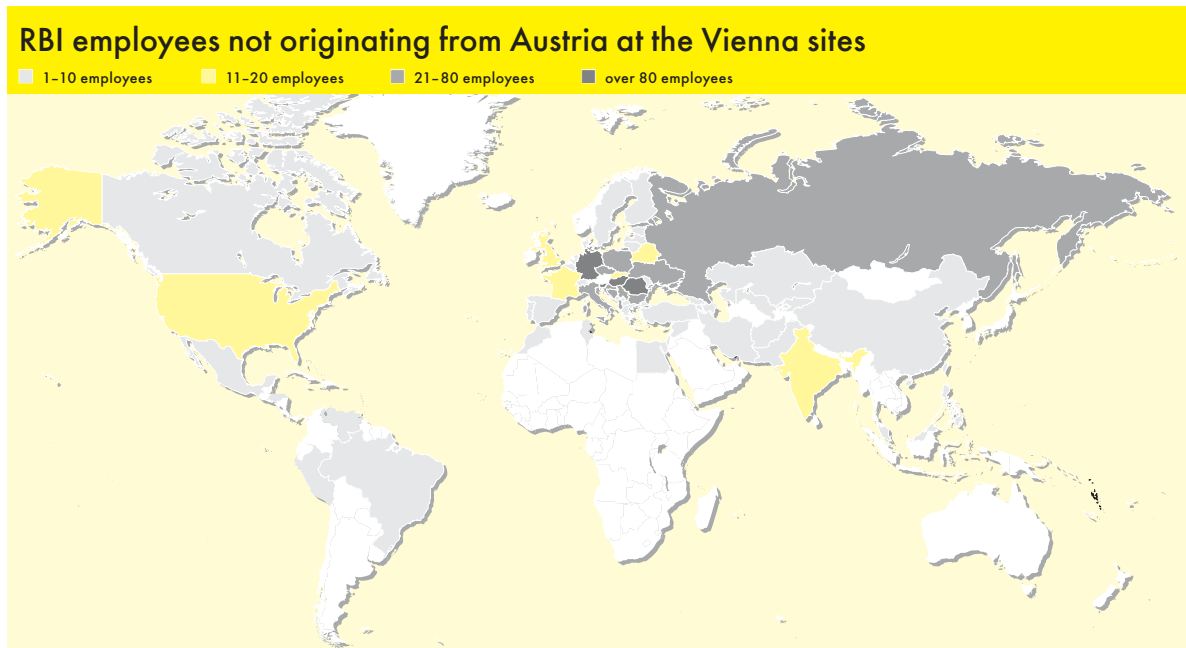 RBI employees not originating from Austria at the Vienna sites
1–10 employees 11–20 employees 21–80 employees over 80 employees